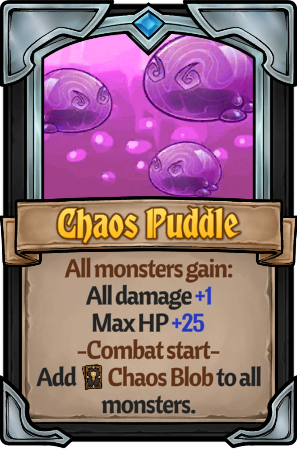 Chaos Puddle
All monsters gain:
All damage +1
Max HP +25
-Combat start-
Add Chaos Blob to all
monsters.